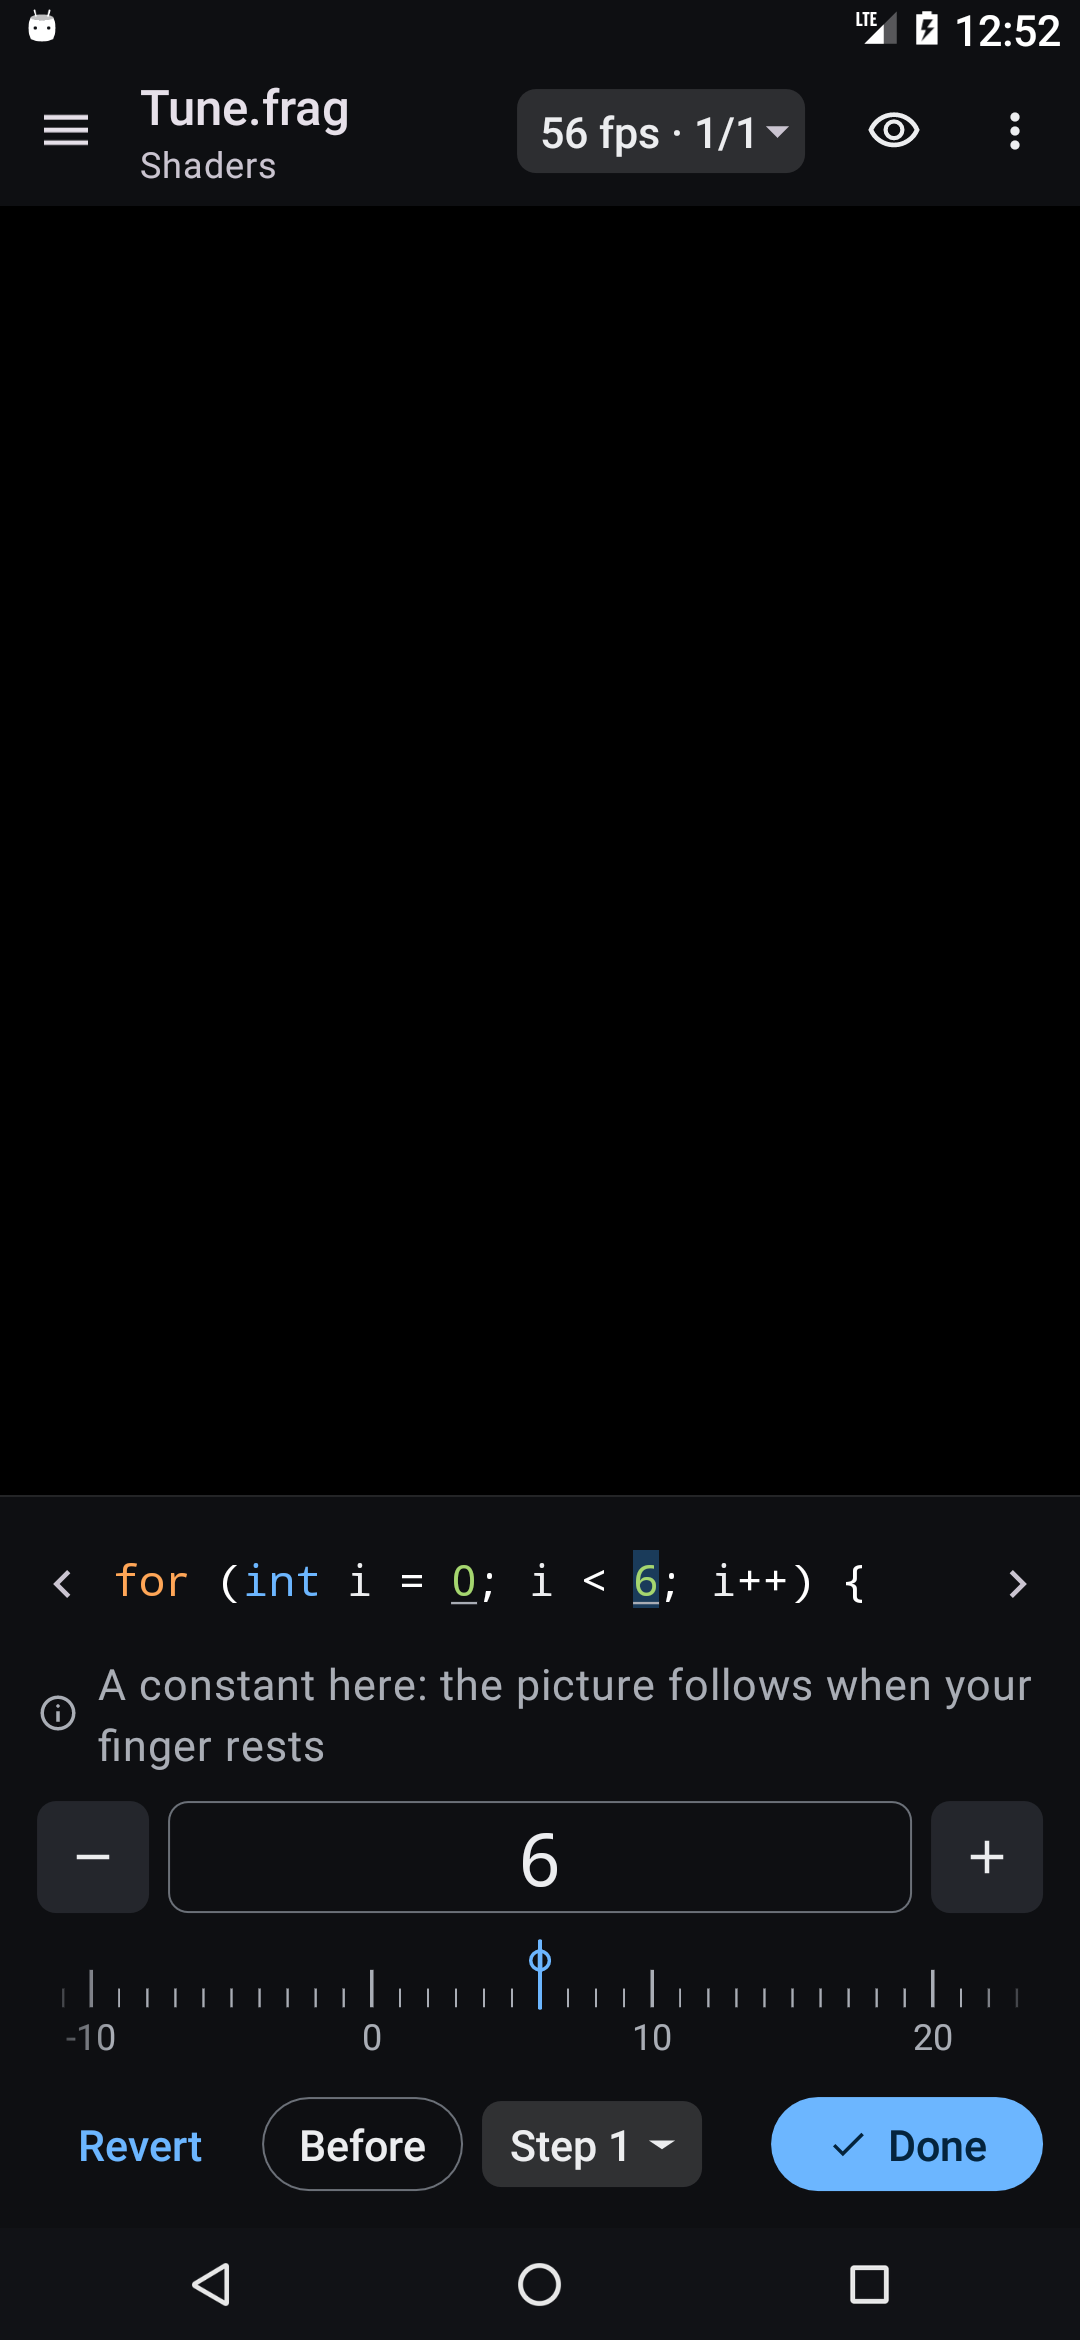 LTE 12:52
Tune.frag
Shaders
56 fps · 1/1
for (int i = 0; i < 6; i++) {
A constant here: the picture follows when your
finger rests
6
-10 0 10 20
Revert Before Step 1 Done